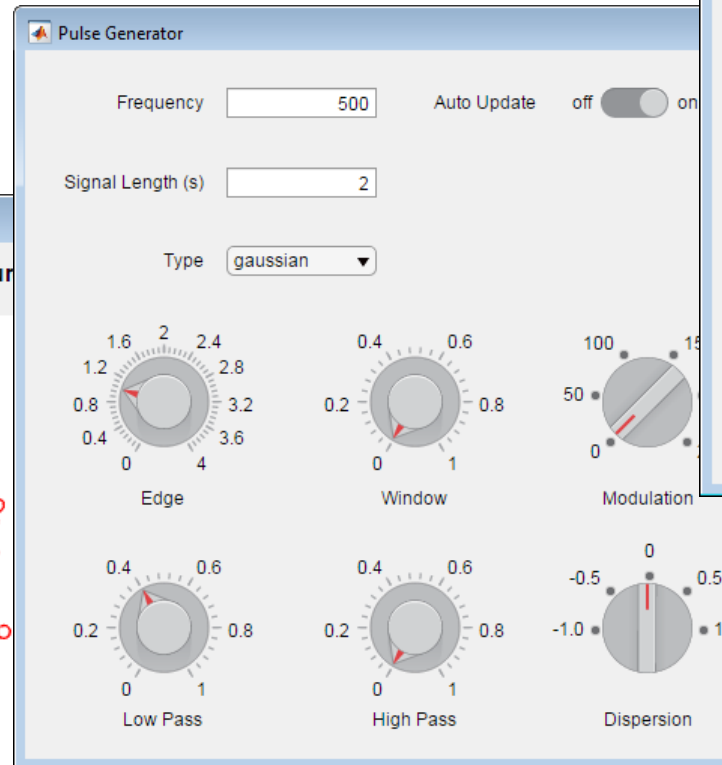 Pulse Generator
Frequency 500 Auto Update off on
Signal Length (s) 2
Type gaussian
1.6 2 2.4 0.4 0.6 100
1.2 2.8 50
0.8 3.2 0.2 0.8
0.4 3.6 0
0 4 0 1
Edge Window Modulation
0
0.4 0.6 0.4 0.6 -0.5 0.5
0.2 0.8 0.2 0.8 -1.0
0 1 0 1
Low Pass High Pass Dispersion